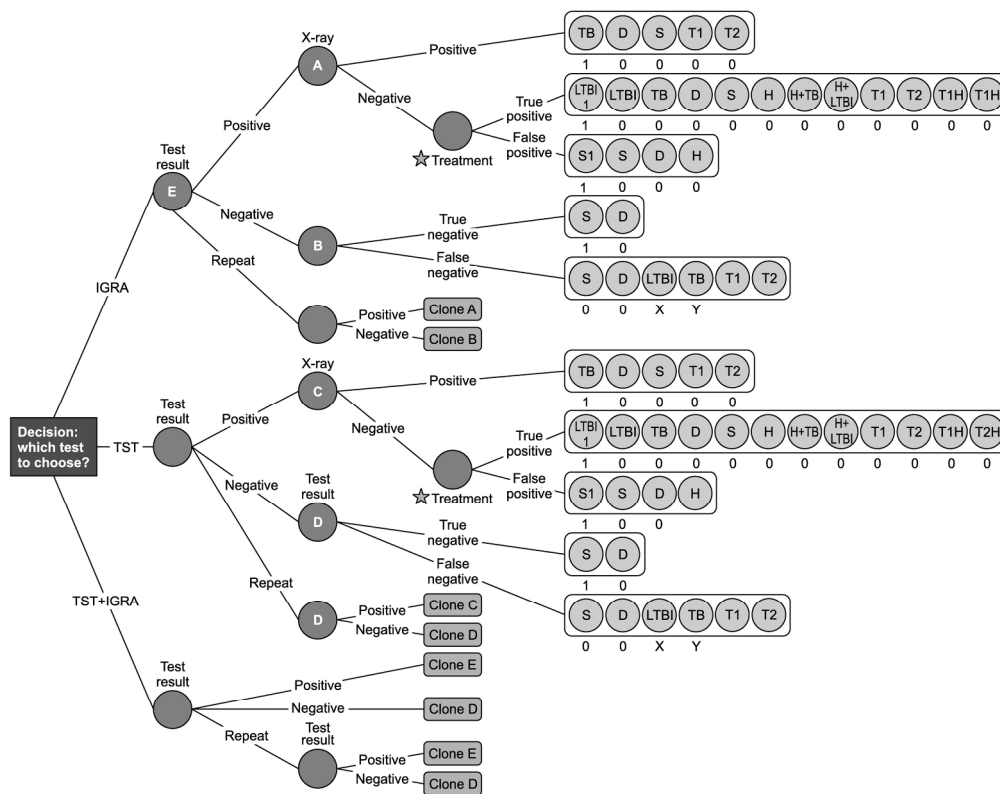 X-ray
A
Positive
TB D S T1 T2
1 0 0 0 0
Negative
True
positive
LTBI
1
LTBI TB D S H H+TB H+
LTBI
T1 T2 T1H T1H
1 0 0 0 0 0 0 0 0 0 0 0
False
positive
★Treatment
S1 S D H
1 0 0 0
Positive
Test
result
E
Negative
B
True
negative
S D
1 0
False
negative
S D LTBI TB T1 T2
0 0 X Y
Repeat
Positive
Clone A
Negative
Clone B
IGRA
X-ray
C
Positive
TB D S T1 T2
1 0 0 0 0
Negative
True
positive
LTBI
1
LTBI TB D S H H+TB H+
LTBI
T1 T2 T1H T2H
1 0 0 0 0 0 0 0 0 0 0 0
False
positive
★Treatment
S1 S D H
1 0 0
Decision:
which test
to choose?
TST
Test
result
Positive
Negative
Test
result
D
True
negative
S D
1 0
False
negative
S D LTBI TB T1 T2
0 0 X Y
Repeat
D
Positive
Clone C
Negative
Clone D
TST+IGRA
Test
result
Positive
Clone E
Negative
Clone D
Repeat
Test
result
Positive
Clone E
Negative
Clone D